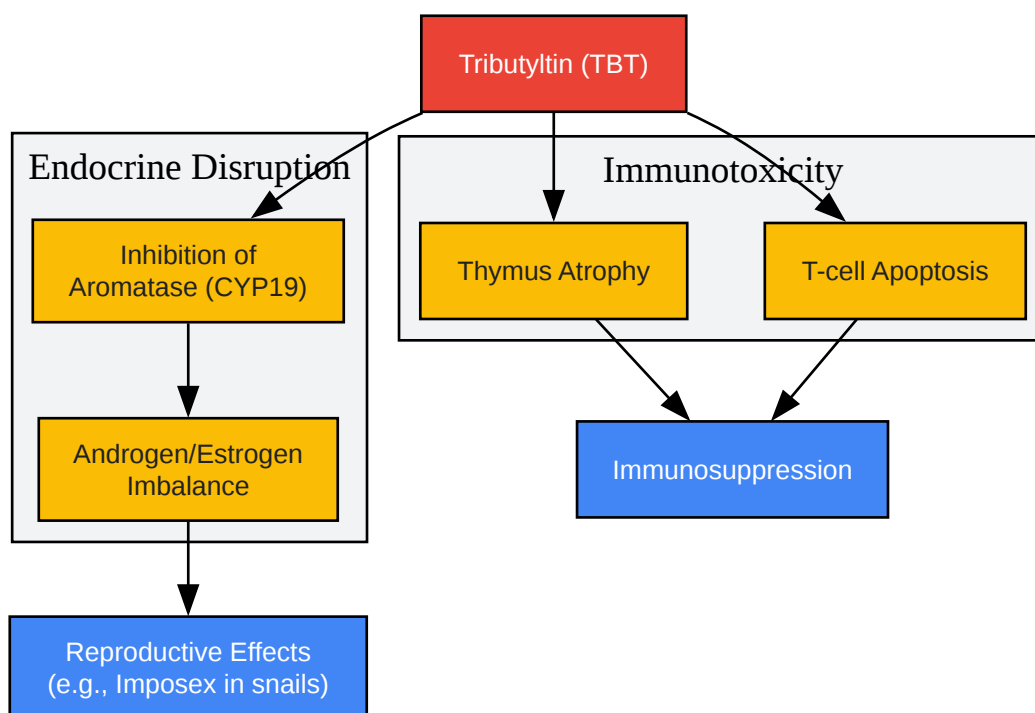 Tributyltin (TBT)
Endocrine Disruption
Immunotoxicity
Inhibition of
Aromatase (CYP19)
Thymus Atrophy
T-cell Apoptosis
Androgen/Estrogen
Imbalance
Immunosuppression
Reproductive Effects
(e.g., Imposex in snails)